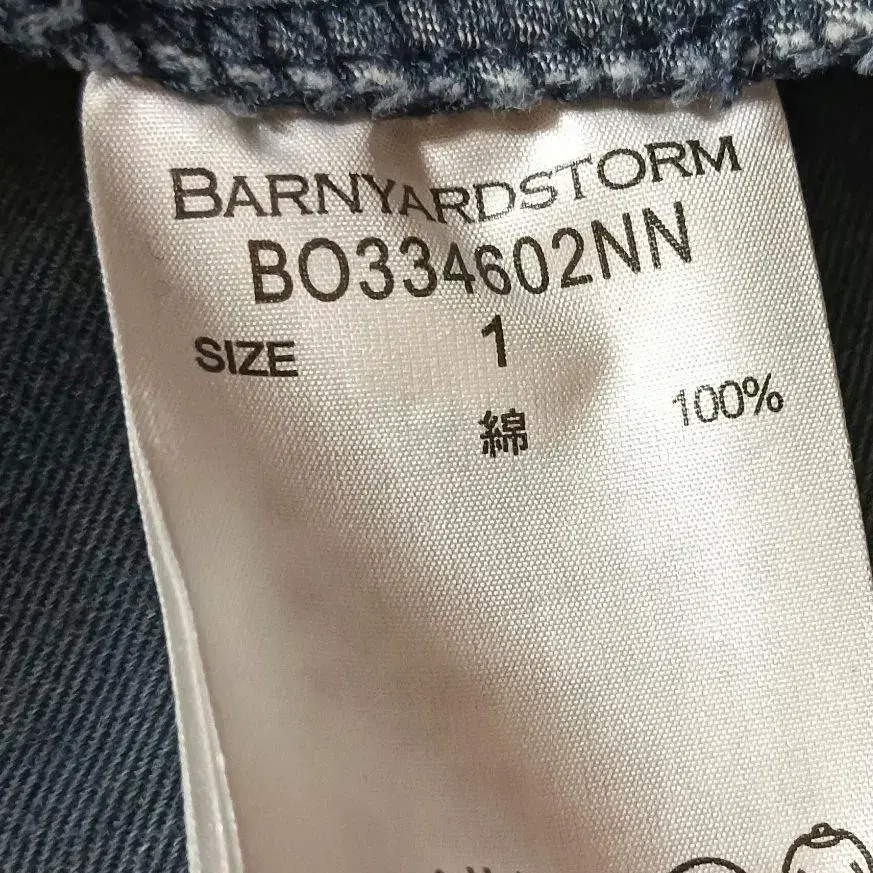 BARNYARDSTORM
BO334602NN
SIZE 1
綿 100%